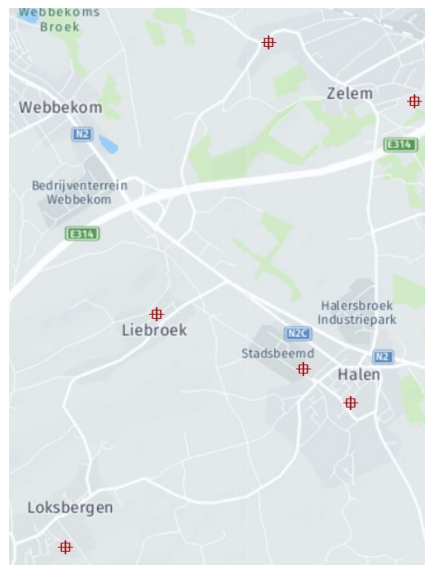 Webbekoms
Broek
Zelem
Webbekom
N2
E314
Bedrijventerrein
Webbekom
E314
Halersbroek
Industriepark
Liebroek
N2C
Stadsbeemd
N2
Halen
Loksbergen